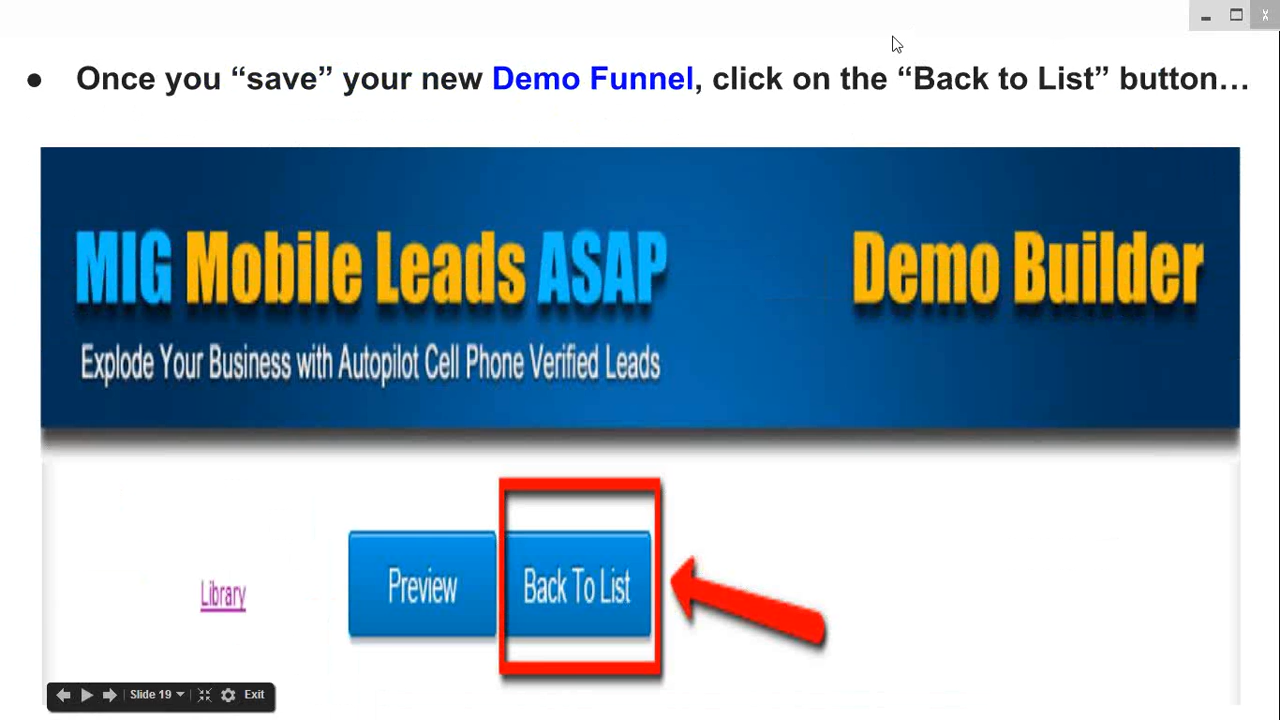 ● Once you “save” your new Demo Funnel, click on the “Back to List” button…
MIG Mobile Leads ASAP
Demo Builder
Explode Your Business with Autopilot Cell Phone Verified Leads
Library
Preview
Back To List
Slide 19
Exit